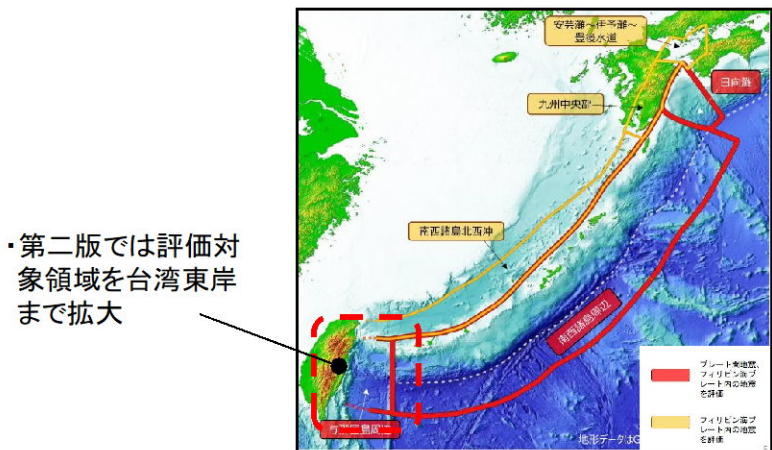 安芸灘〜伊予灘〜
豊後水道
日向灘
九州中央部
・第二版では評価対
象領域を台湾東岸
まで拡大
南西諸島北西沖
南西諸島周辺
プレート間地震、
フィリピン海プ
レート内の地震
を評価
フィリピン海プ
レート内の地震
を評価
与那国島周辺
地形データはG